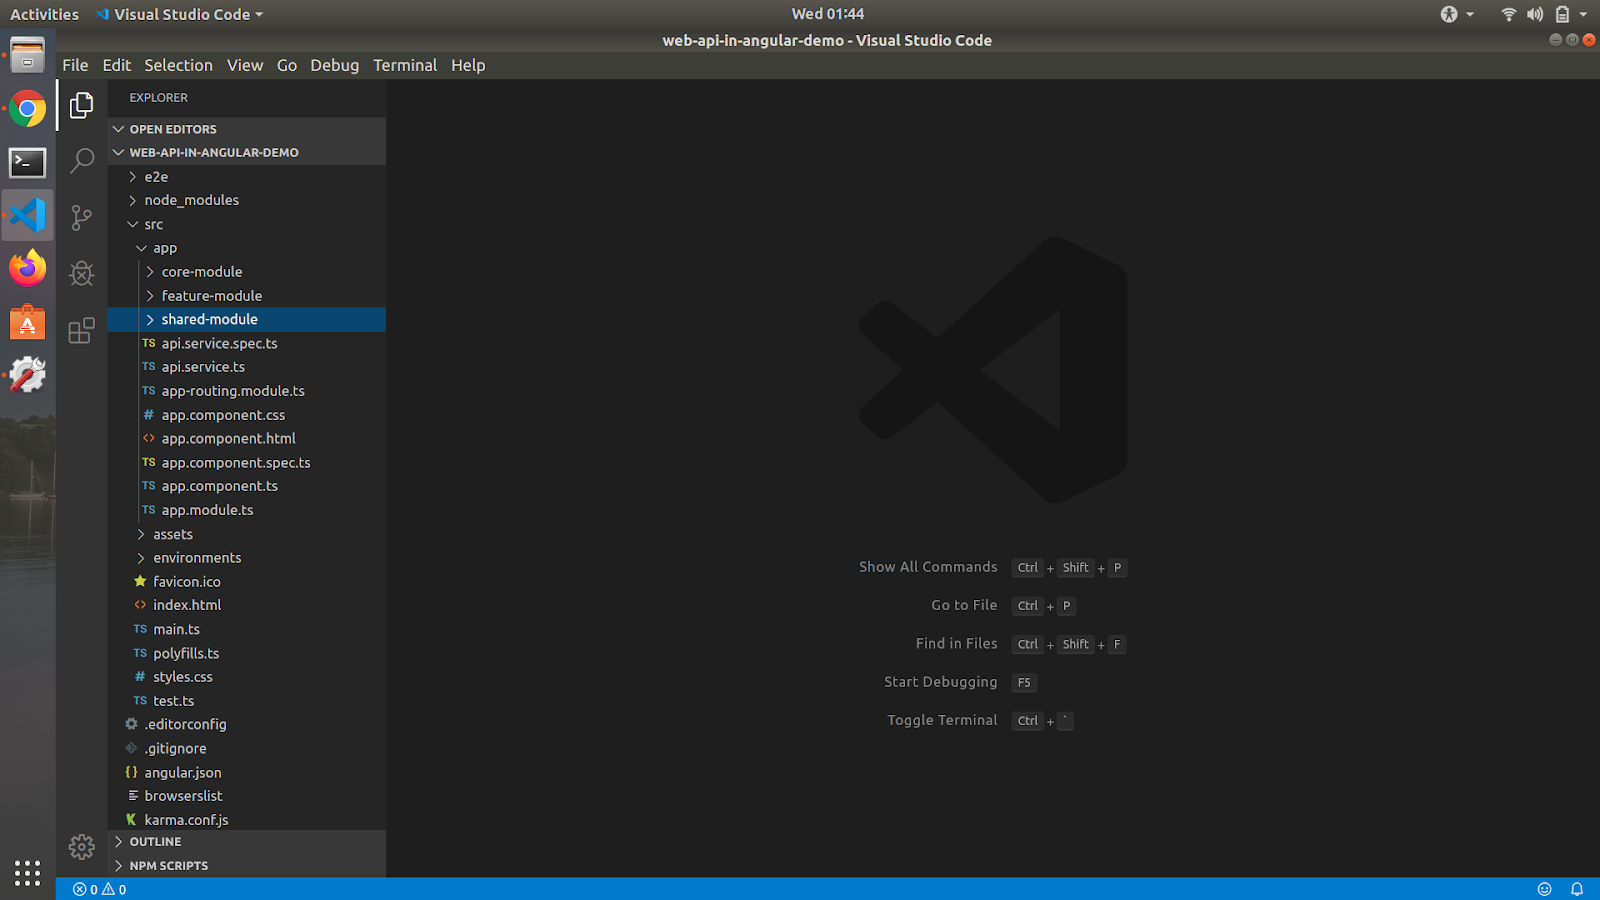 Activities Visual Studio Code Wed 01:44
web-api-in-angular-demo - Visual Studio Code
File Edit Selection View Go Debug Terminal Help
EXPLORER
OPEN EDITORS
WEB-API-IN-ANGULAR-DEMO
e2e
node_modules
src
app
core-module
feature-module
shared-module
TS api.service.spec.ts
TS api.service.ts
TS app-routing.module.ts
# app.component.css
<> app.component.html
TS app.component.spec.ts
TS app.component.ts
TS app.module.ts
assets
environments
favicon.ico
<> index.html
TS main.ts
TS polyfills.ts
# styles.css
TS test.ts
.editorconfig
.gitignore
{} angular.json
browserslist
karma.conf.js
OUTLINE
NPM SCRIPTS
Show All Commands Ctrl + Shift + P
Go to File Ctrl + P
Find in Files Ctrl + Shift + F
Start Debugging F5
Toggle Terminal Ctrl + `
0 0